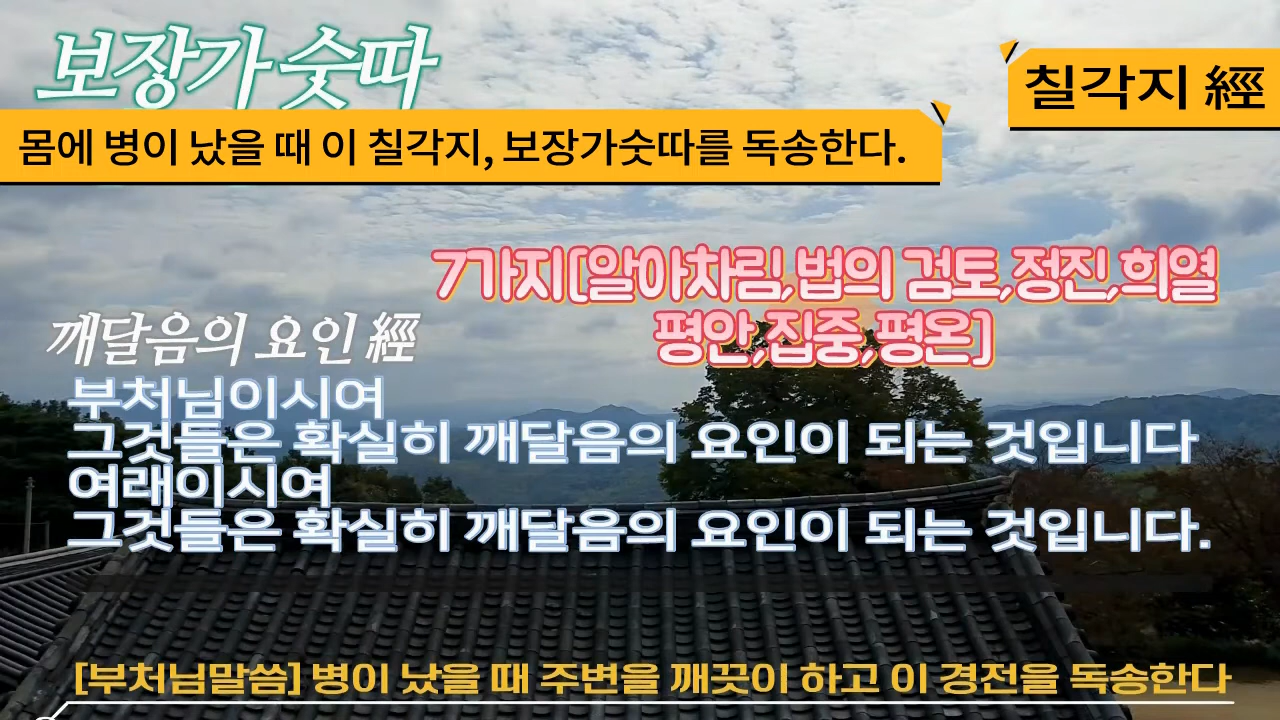 보장가 숫따
칠각지 經
몸에 병이 났을 때 이 칠각지, 보장가숫따를 독송한다.
7가지[알아차림,법의 검토,정진,희열
평안,집중,평온]
깨달음의 요인 經
부처님이시여
그것들은 확실히 깨달음의 요인이 되는 것입니다
여래이시여
그것들은 확실히 깨달음의 요인이 되는 것입니다.
[부처님말씀] 병이 났을 때 주변을 깨끗이 하고 이 경전을 독송한다